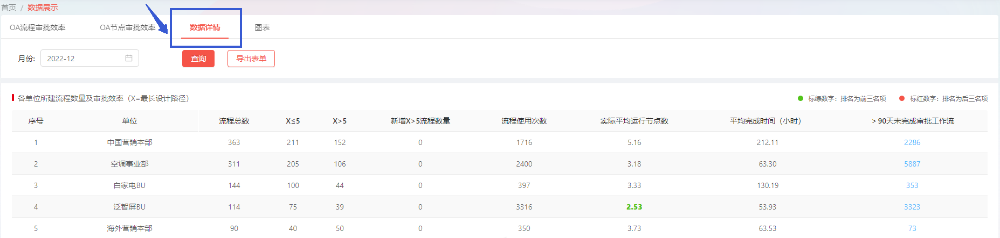 首页 / 数据展示
OA流程审批效率 OA节点审批效率 数据详情 图表
月份: 2022-12 查询 导出表单
各单位所建流程数量及审批效率（X=最长设计路径） 标绿数字：排名为前三名项 标红数字：排名为后三名项
序号 单位 流程总数 X≤5 X>5 新增X>5流程数量 流程使用次数 实际平均运行节点数 平均完成时间（小时） > 90天未完成审批工作流
1 中国营销本部 363 211 152 0 1716 5.16 212.11 2286
2 空调事业部 311 205 106 0 2400 3.18 63.30 5887
3 白家电BU 144 100 44 0 397 3.33 130.19 353
4 泛智屏BU 114 75 39 0 3316 2.53 53.93 3323
5 海外营销本部 90 40 50 0 350 3.73 63.53 73